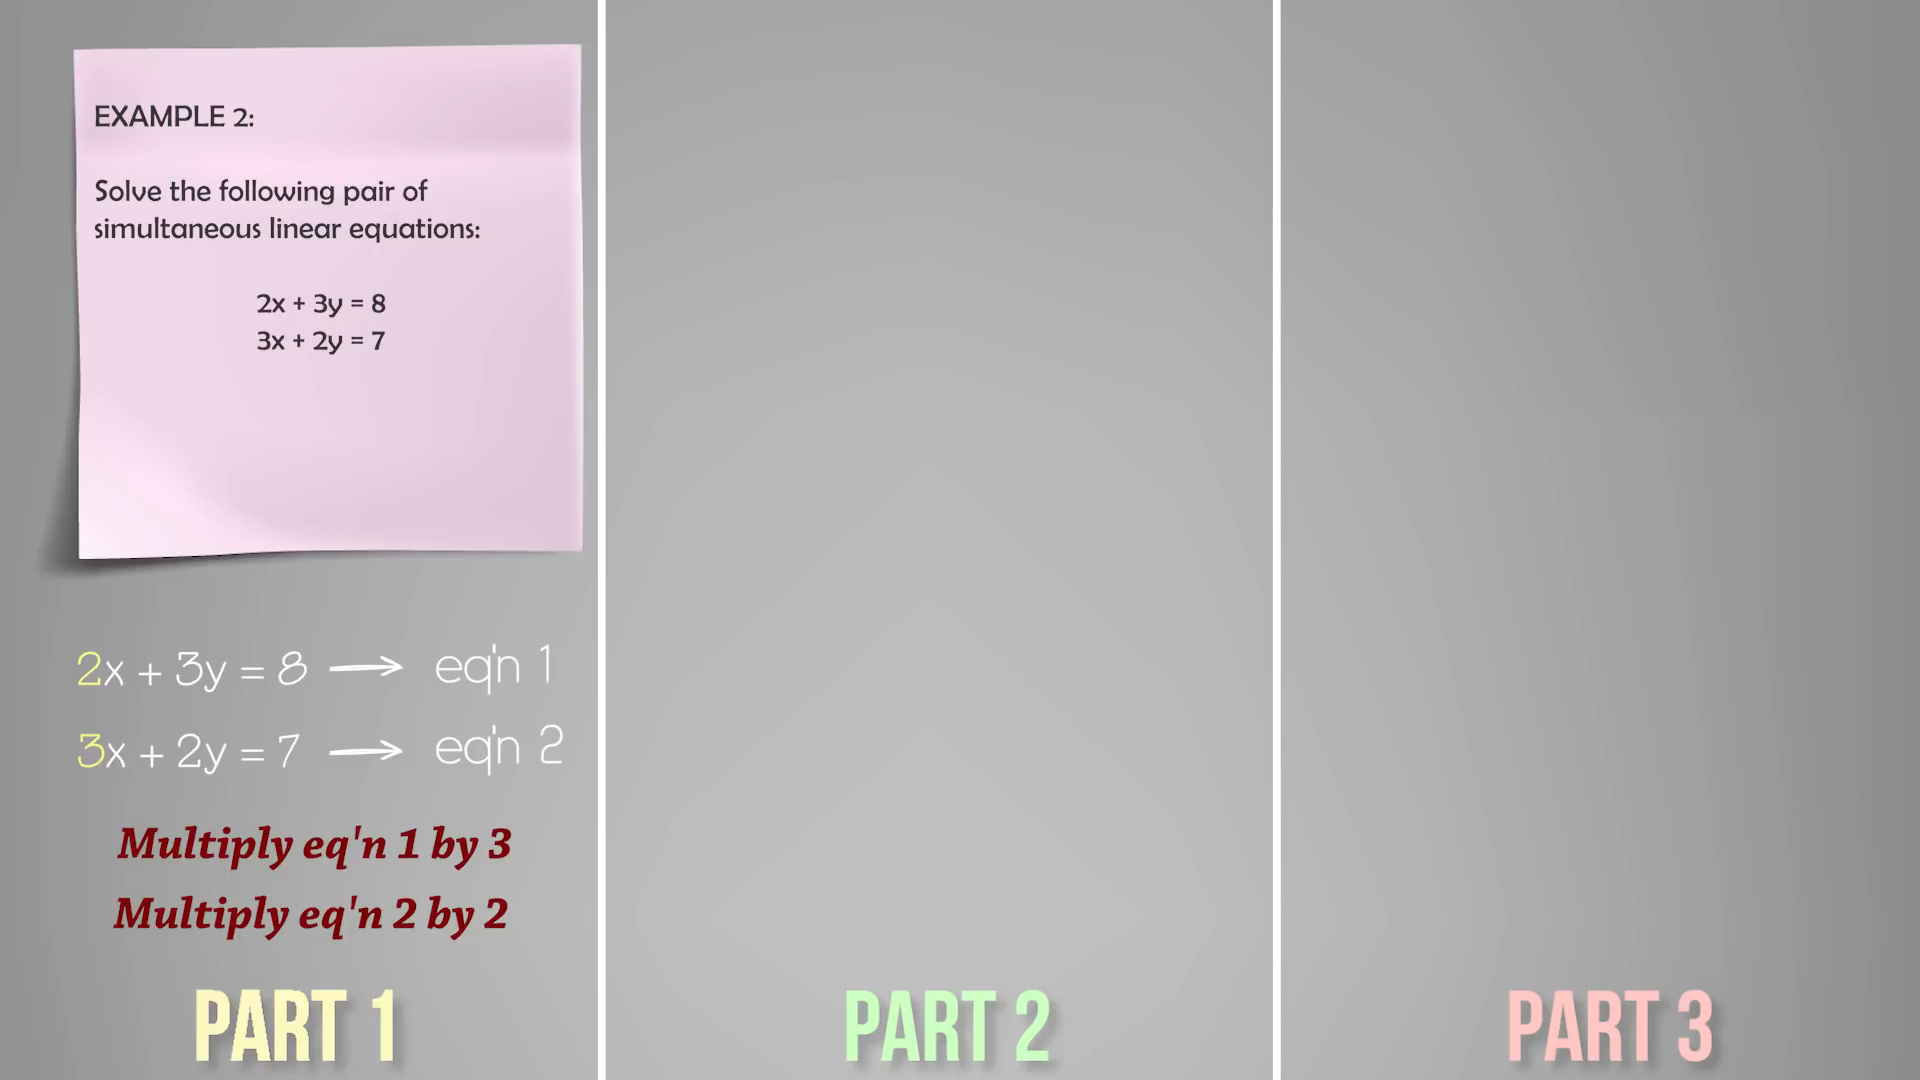 EXAMPLE 2:
Solve the following pair of
simultaneous linear equations:
2x + 3y = 8
3x + 2y = 7
2x + 3y = 8 ⟶ eq'n 1
3x + 2y = 7 ⟶ eq'n 2
Multiply eq'n 1 by 3
Multiply eq'n 2 by 2
PART 1
PART 2
PART 3